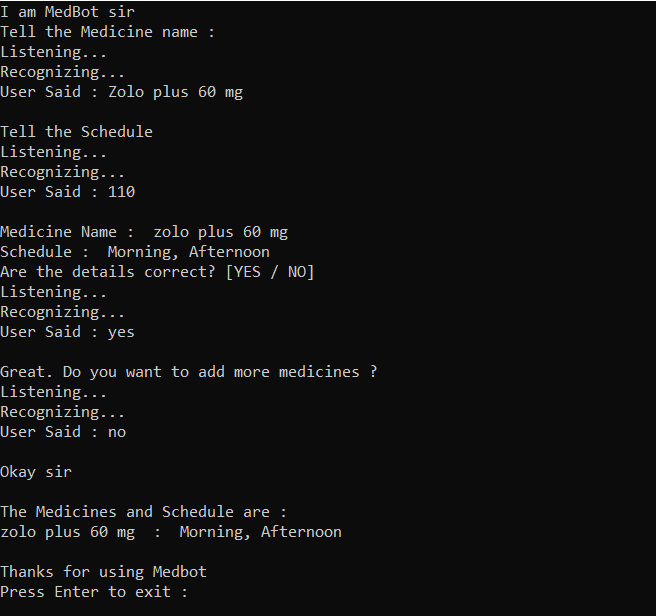 I am MedBot sir
Tell the Medicine name :
Listening...
Recognizing...
User Said : Zolo plus 60 mg
Tell the Schedule
Listening...
Recognizing...
User Said : 110
Medicine Name :  zolo plus 60 mg
Schedule :  Morning, Afternoon
Are the details correct? [YES / NO]
Listening...
Recognizing...
User Said : yes
Great. Do you want to add more medicines ?
Listening...
Recognizing...
User Said : no
Okay sir
The Medicines and Schedule are :
zolo plus 60 mg  :  Morning, Afternoon
Thanks for using Medbot
Press Enter to exit :